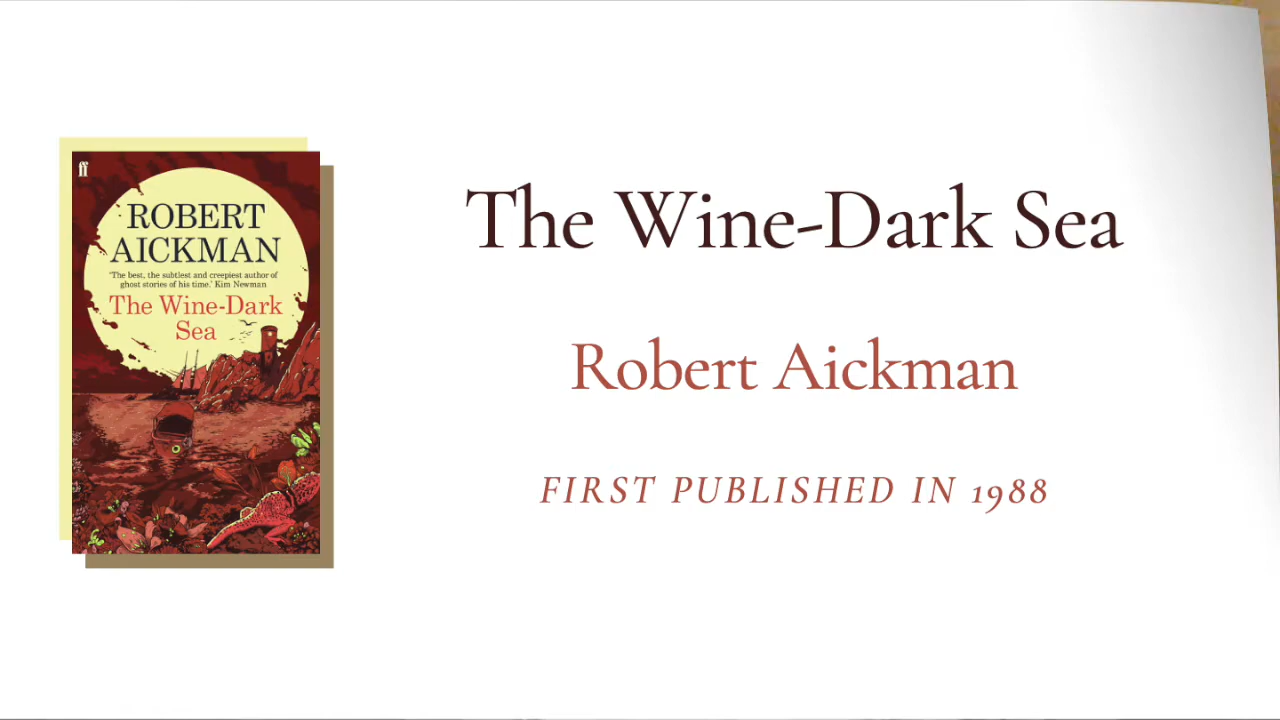 ff
ROBERT
AICKMAN
'The best, the subtlest and creepiest author of
ghost stories of his time.' Kim Newman
The Wine-Dark
Sea
The Wine-Dark Sea
Robert Aickman
FIRST PUBLISHED IN 1988